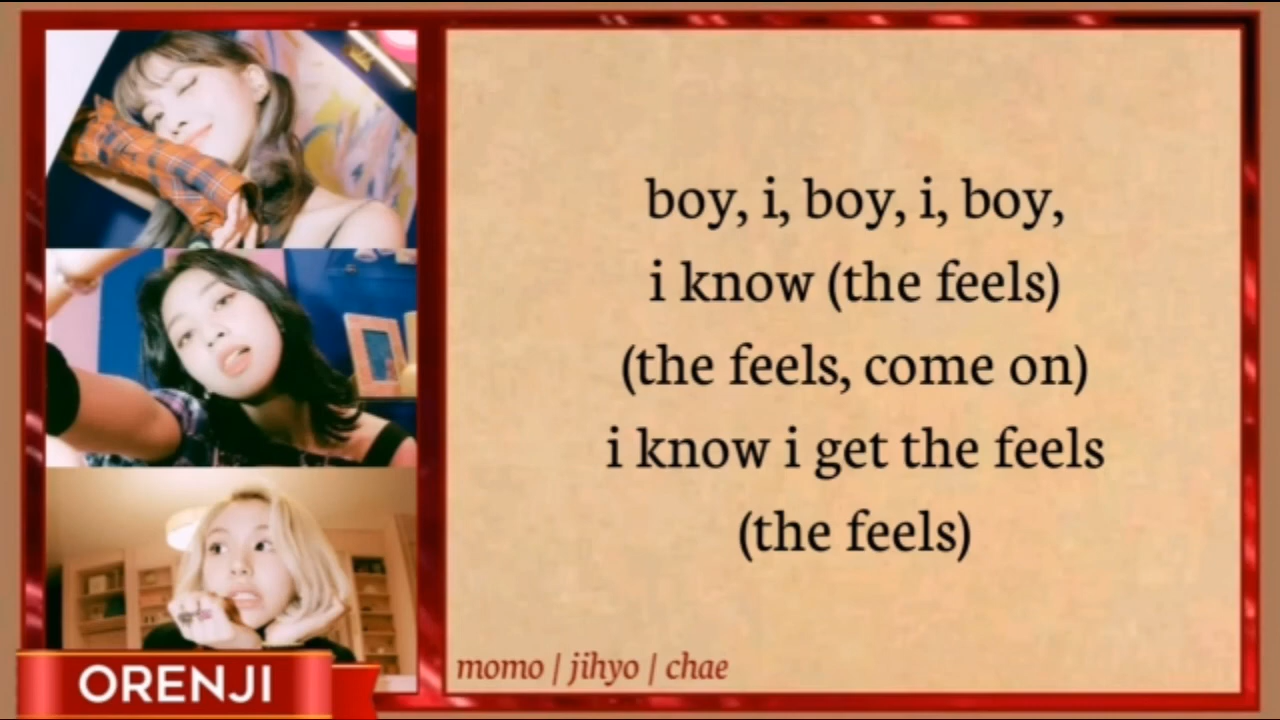 boy, i, boy, i, boy,
i know (the feels)
(the feels, come on)
i know i get the feels
(the feels)
momo | jihyo | chae
ORENJI